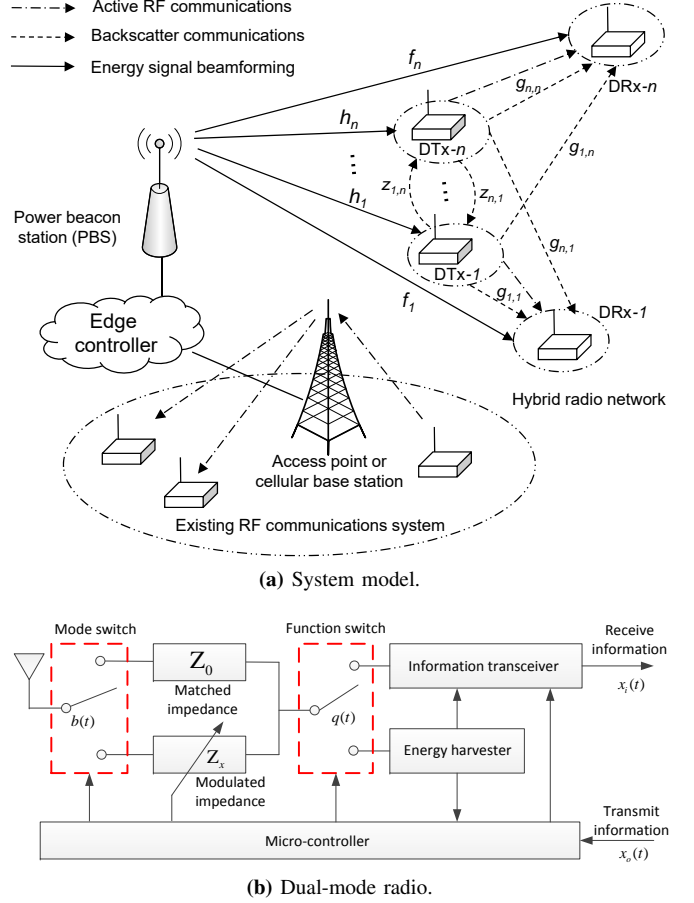 Active RF communications
Backscatter communications
Energy signal beamforming
f_n
DRx-n
g_{n,n}
h_n
DTx-n
g_{1,n}
z_{1,n}
z_{n,1}
h_1
Power beacon
station (PBS)
DTx-1
g_{n,1}
g_{1,1}
f_1
DRx-1
Edge
controller
Hybrid radio network
Access point or
cellular base station
Existing RF communications system
(a) System model.
Mode switch
Function switch
Receive
information
Z_0
Information transceiver
Matched
impedance
x_i(t)
b(t)
q(t)
Z_x
Energy harvester
Modulated
impedance
Transmit
information
Micro-controller
x_o(t)
(b) Dual-mode radio.